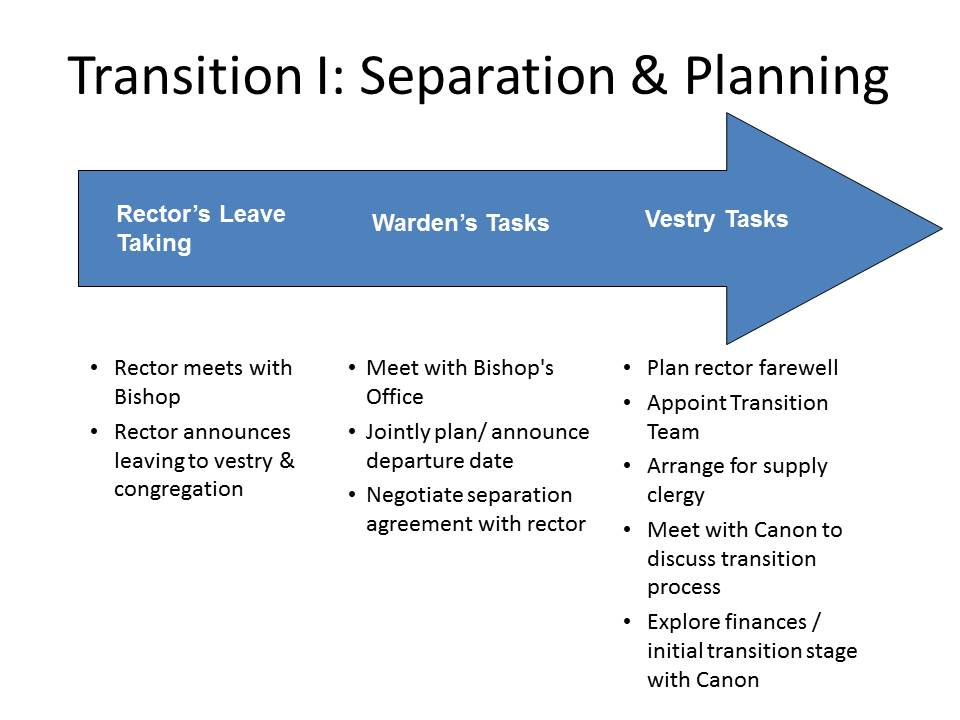 Transition I: Separation & Planning
Rector’s Leave
Taking
Warden’s Tasks
Vestry Tasks
• Rector meets with
Bishop
• Rector announces
leaving to vestry &
congregation
• Meet with Bishop's
Office
• Jointly plan/ announce
departure date
• Negotiate separation
agreement with rector
• Plan rector farewell
• Appoint Transition
Team
• Arrange for supply
clergy
• Meet with Canon to
discuss transition
process
• Explore finances /
initial transition stage
with Canon